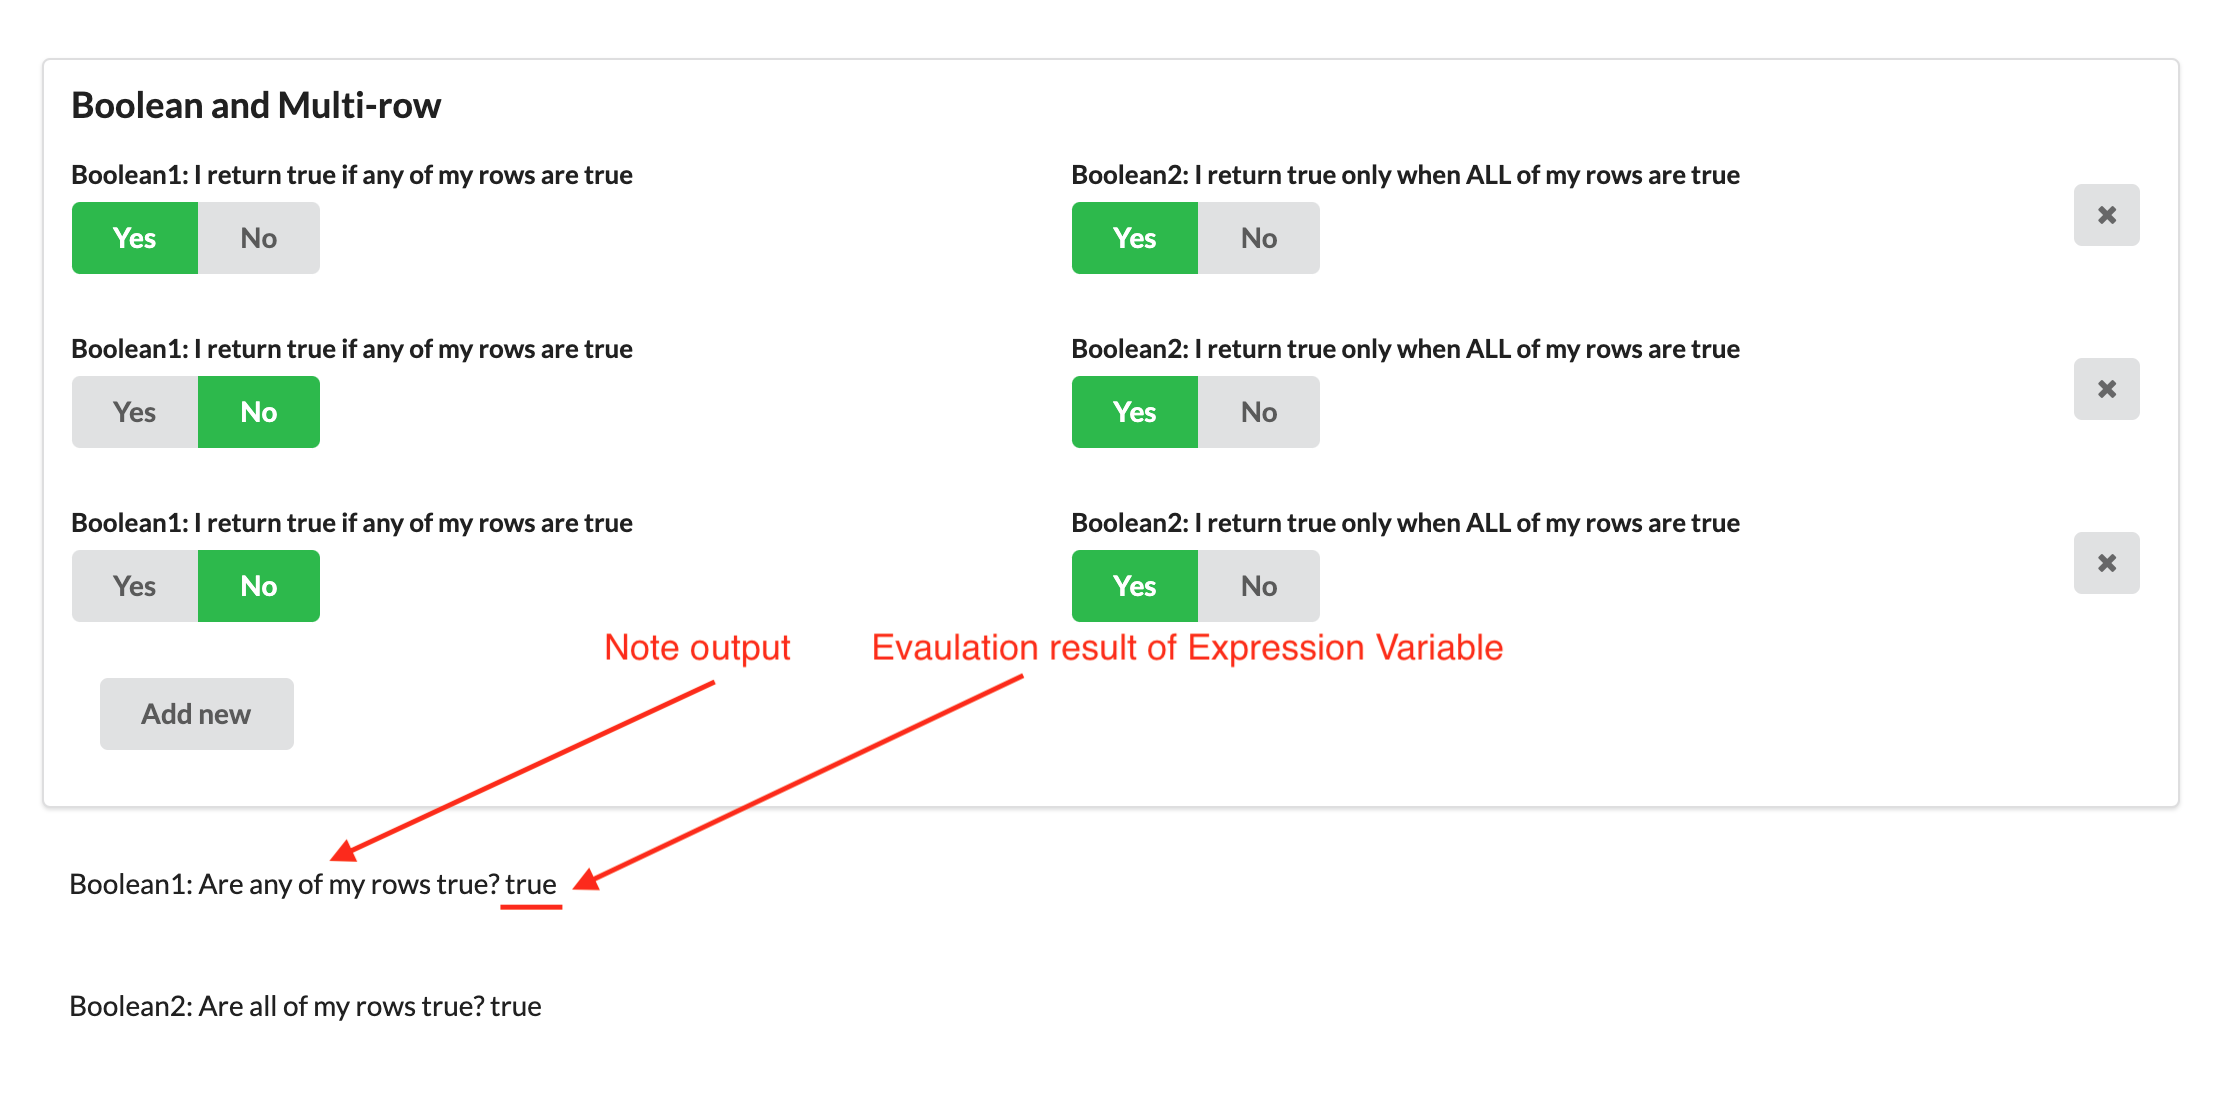 Boolean and Multi-row
Boolean1: I return true if any of my rows are true
Boolean2: I return true only when ALL of my rows are true
Yes No
Yes No
✖
Boolean1: I return true if any of my rows are true
Boolean2: I return true only when ALL of my rows are true
Yes No
Yes No
✖
Boolean1: I return true if any of my rows are true
Boolean2: I return true only when ALL of my rows are true
Yes No
Yes No
✖
Note output
Evaulation result of Expression Variable
Add new
Boolean1: Are any of my rows true? true
Boolean2: Are all of my rows true? true